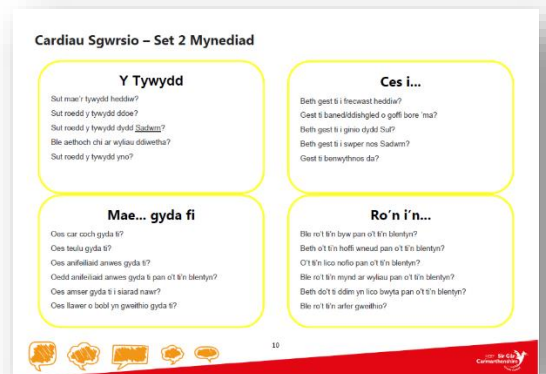 Cardiau Sgwrsio – Set 2 Mynediad
Y Tywydd
Sut mae'r tywydd heddiw?
Sut roedd y tywydd ddoe?
Sut roedd y tywydd dydd Sadwrn?
Ble aethoch chi ar wyliau ddiwetha?
Sut roedd y tywydd yno?
Ces i...
Beth gest ti i frecwast heddiw?
Gest ti baned/ddishgled o goffi bore 'ma?
Beth gest ti i ginio dydd Sul?
Beth gest ti i swper nos Sadwrn?
Gest ti benwythnos da?
Mae... gyda fi
Oes car coch gyda ti?
Oes teulu gyda ti?
Oes anifeiliaid anwes gyda ti?
Oedd anifeiliaid anwes gyda ti pan o't ti'n blentyn?
Oes amser gyda ti i siarad nawr?
Oes llawer o bobl yn gweithio gyda ti?
Ro'n i'n...
Ble ro't ti'n byw pan o't ti'n blentyn?
Beth o't ti'n hoffi wneud pan o't ti'n blentyn?
O't ti'n lico nofio pan o't ti'n blentyn?
Ble ro't ti'n mynd ar wyliau pan o't ti'n blentyn?
Beth do't ti ddim yn lico bwyta pan o't ti'n blentyn?
Ble ro't ti'n arfer gweithio?
10
Sir Gâr
Carmarthenshire